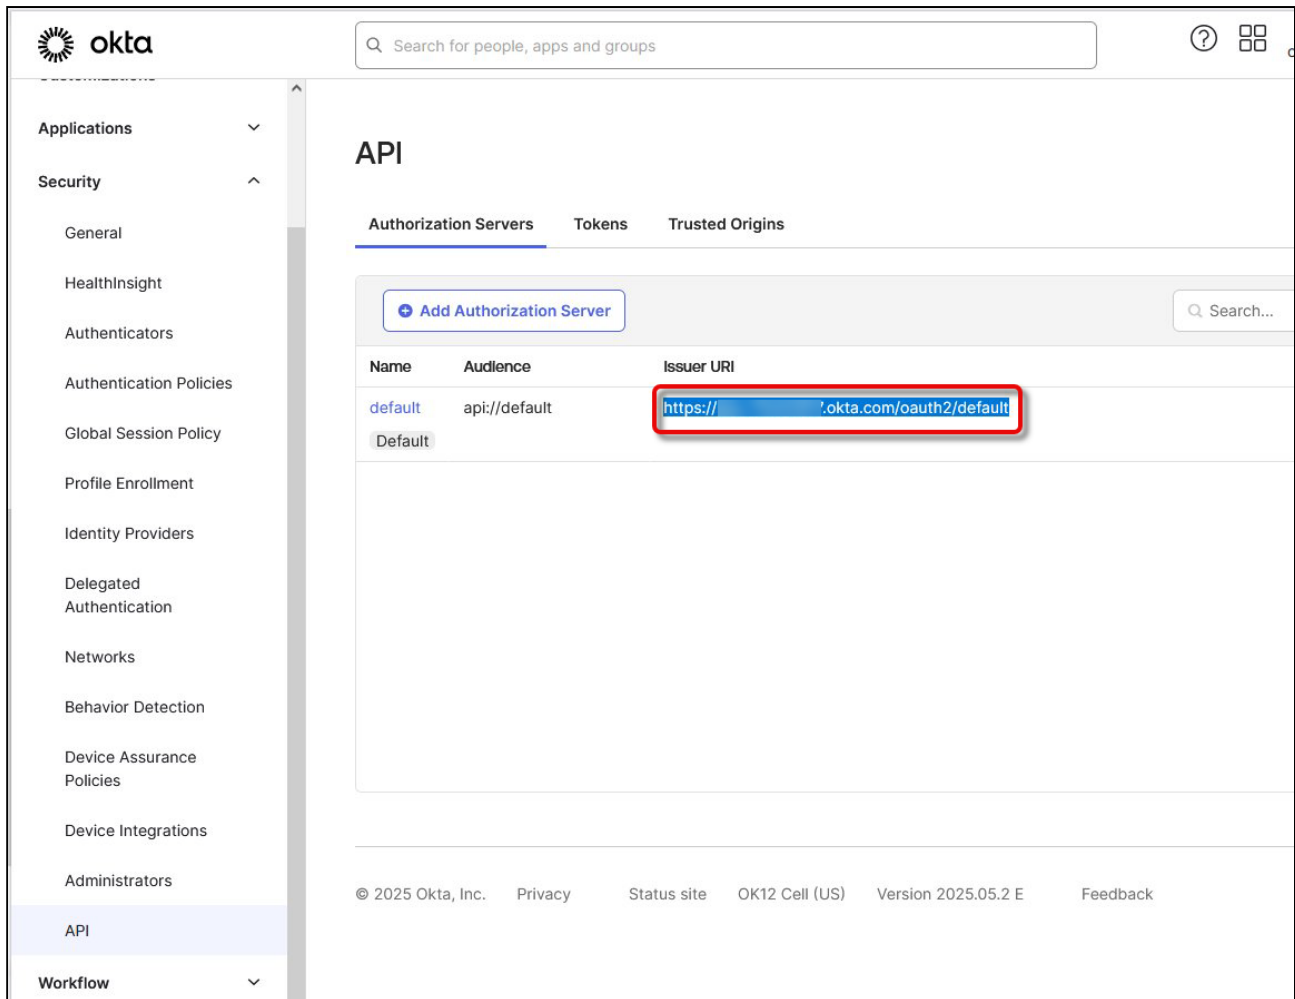 okta
Search for people, apps and groups
Applications
Security
General
HealthInsight
Authenticators
Authentication Policies
Global Session Policy
Profile Enrollment
Identity Providers
Delegated
Authentication
Networks
Behavior Detection
Device Assurance
Policies
Device Integrations
Administrators
API
Workflow
API
Authorization Servers Tokens Trusted Origins
Add Authorization Server
Search...
Name Audience Issuer URI
default api://default https:// .okta.com/oauth2/default
Default
© 2025 Okta, Inc. Privacy Status site OK12 Cell (US) Version 2025.05.2 E Feedback